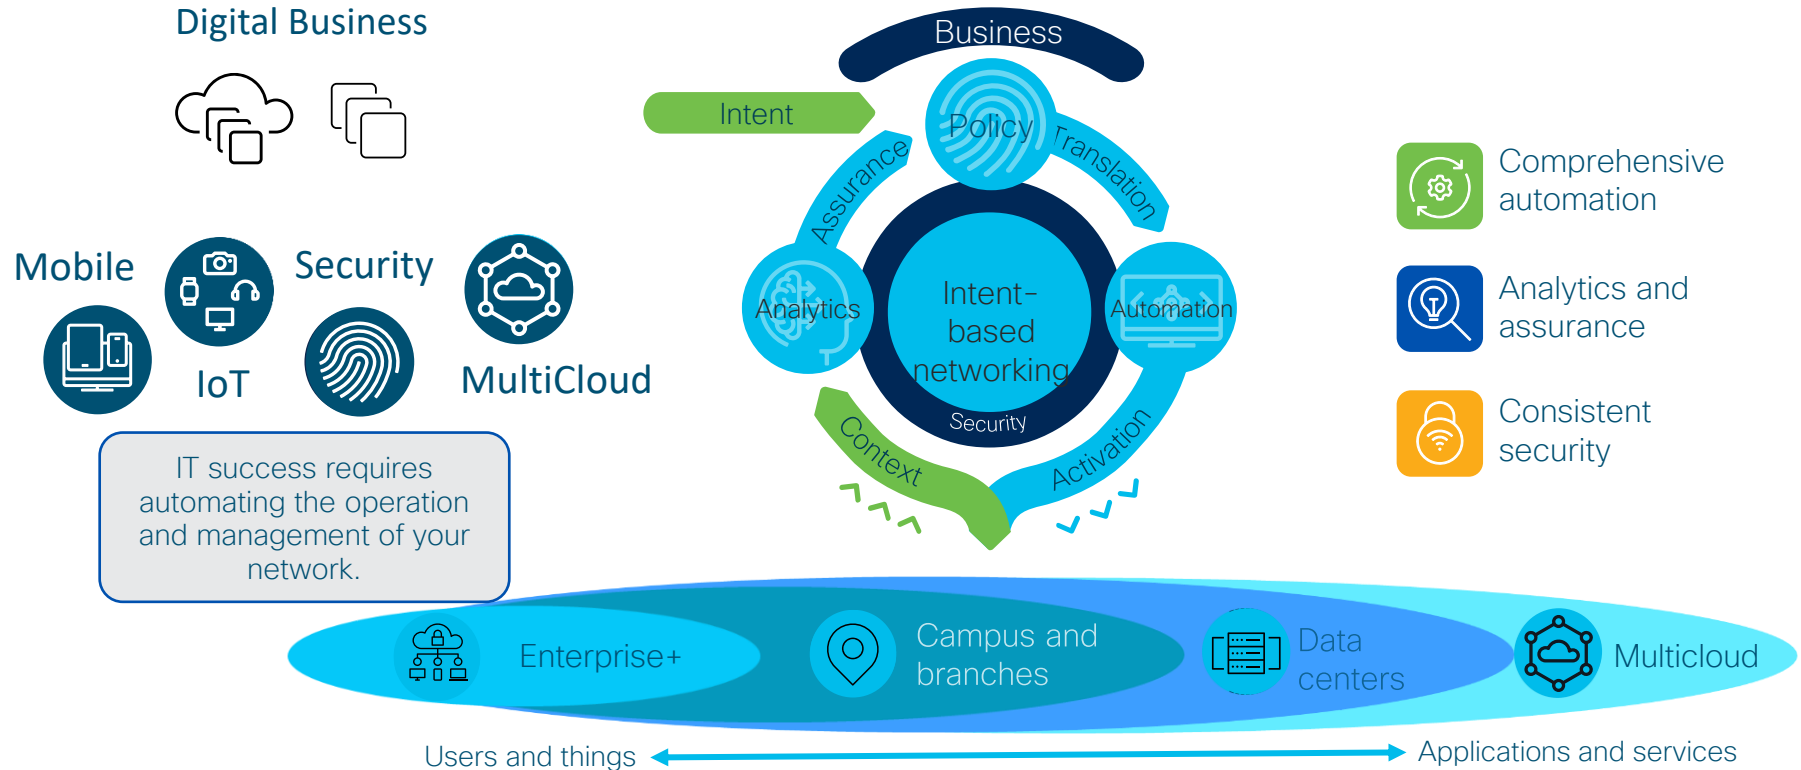 Digital Business
Mobile
IoT
Security
MultiCloud
IT success requires
automating the operation
and management of your
network.
Business
Intent
Policy
Translation
Assurance
Analytics
Automation
Intent-
based
networking
Security
Context
Activation
Comprehensive
automation
Analytics and
assurance
Consistent
security
Enterprise+
Campus and
branches
Data
centers
Multicloud
Users and things
Applications and services